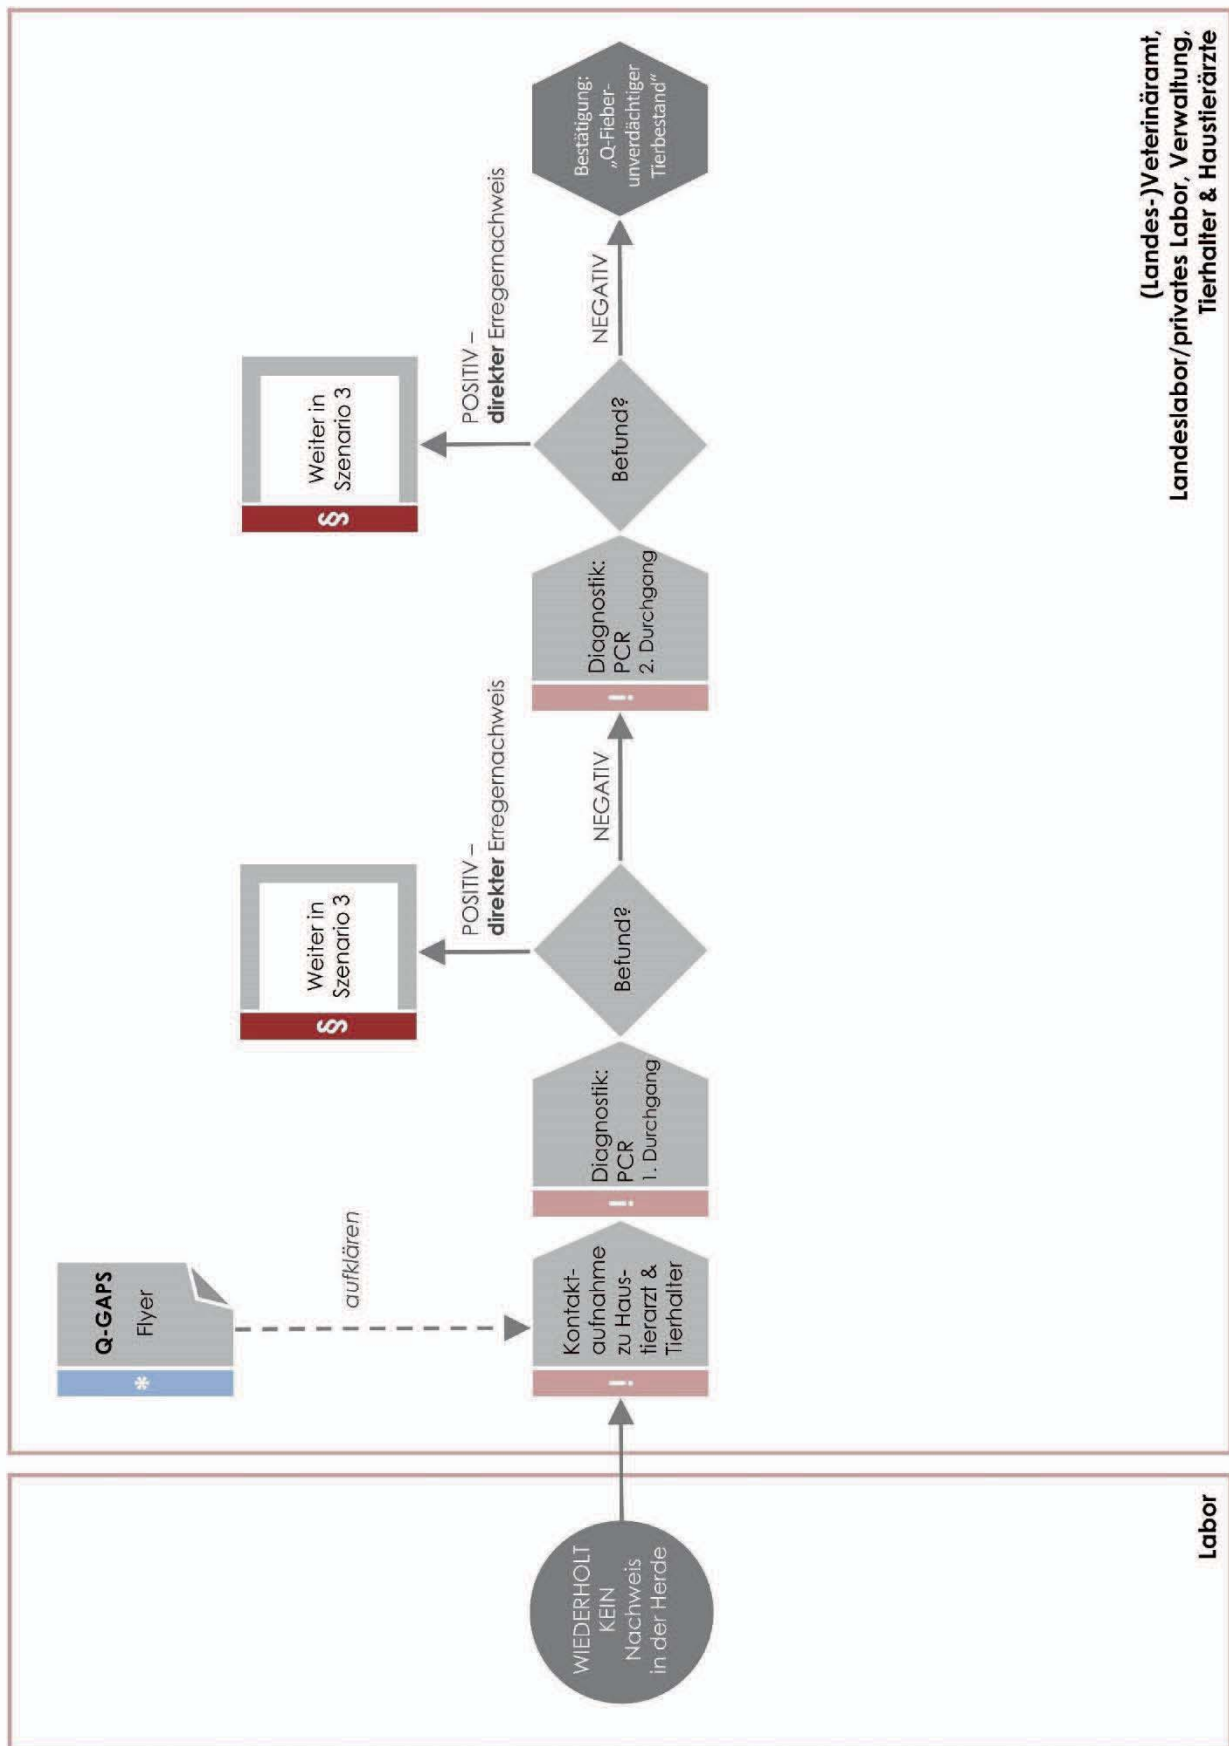 Labor
WIEDERHOLT
KEIN
Nachweis
in der Herde
*
Q-GAPS
Flyer
aufklären
!
Kontakt-
aufnahme
zu Haus-
tierarzt &
Tierhalter
!
Diagnostik:
PCR
1. Durchgang
Befund?
POSITIV –
direkter Erregernachweis
§
Weiter in
Szenario 3
NEGATIV
!
Diagnostik:
PCR
2. Durchgang
Befund?
POSITIV –
direkter Erregernachweis
§
Weiter in
Szenario 3
NEGATIV
Bestätigung:
„Q-Fieber-
unverdächtiger
Tierbestand“
(Landes-)Veterinäramt,
Landeslabor/privates Labor, Verwaltung,
Tierhalter & Haustierärzte